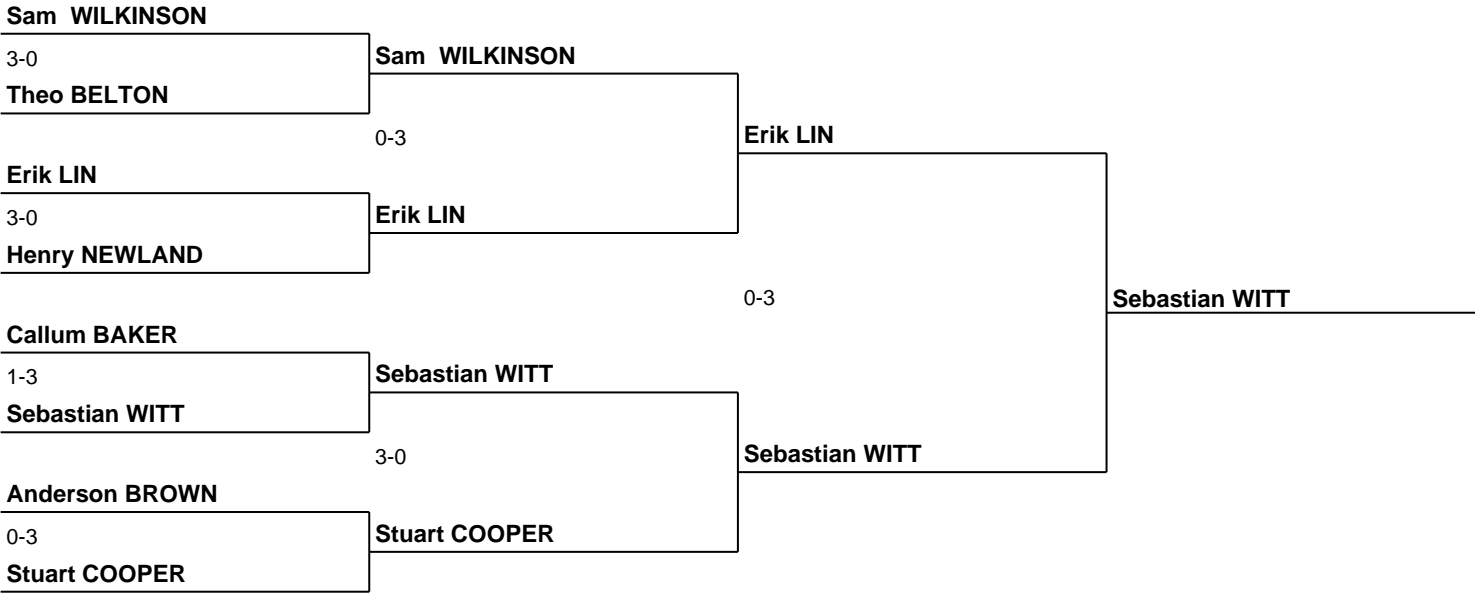 Sam  WILKINSON
3-0
Theo BELTON
Erik LIN
3-0
Henry NEWLAND
Callum BAKER
1-3
Sebastian WITT
Anderson BROWN
0-3
Stuart COOPER
Sam  WILKINSON
0-3
Erik LIN
Sebastian WITT
3-0
Stuart COOPER
Erik LIN
0-3
Sebastian WITT
Sebastian WITT